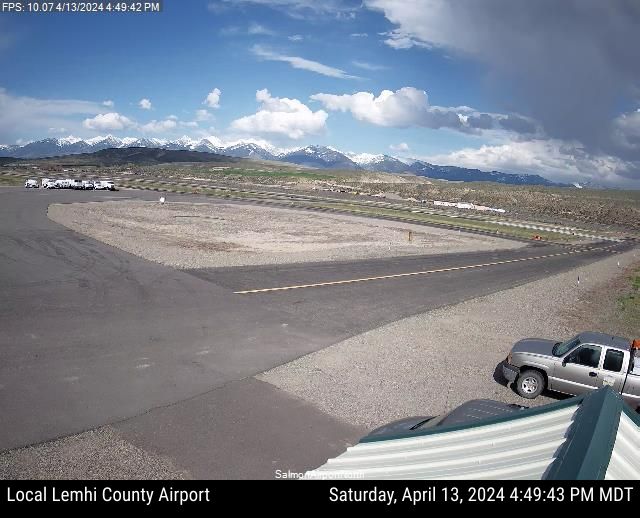 FPS: 10.07 4/13/2024 4:49:42 PM
Local Lemhi County Airport
Saturday, April 13, 2024 4:49:43 PM MDT